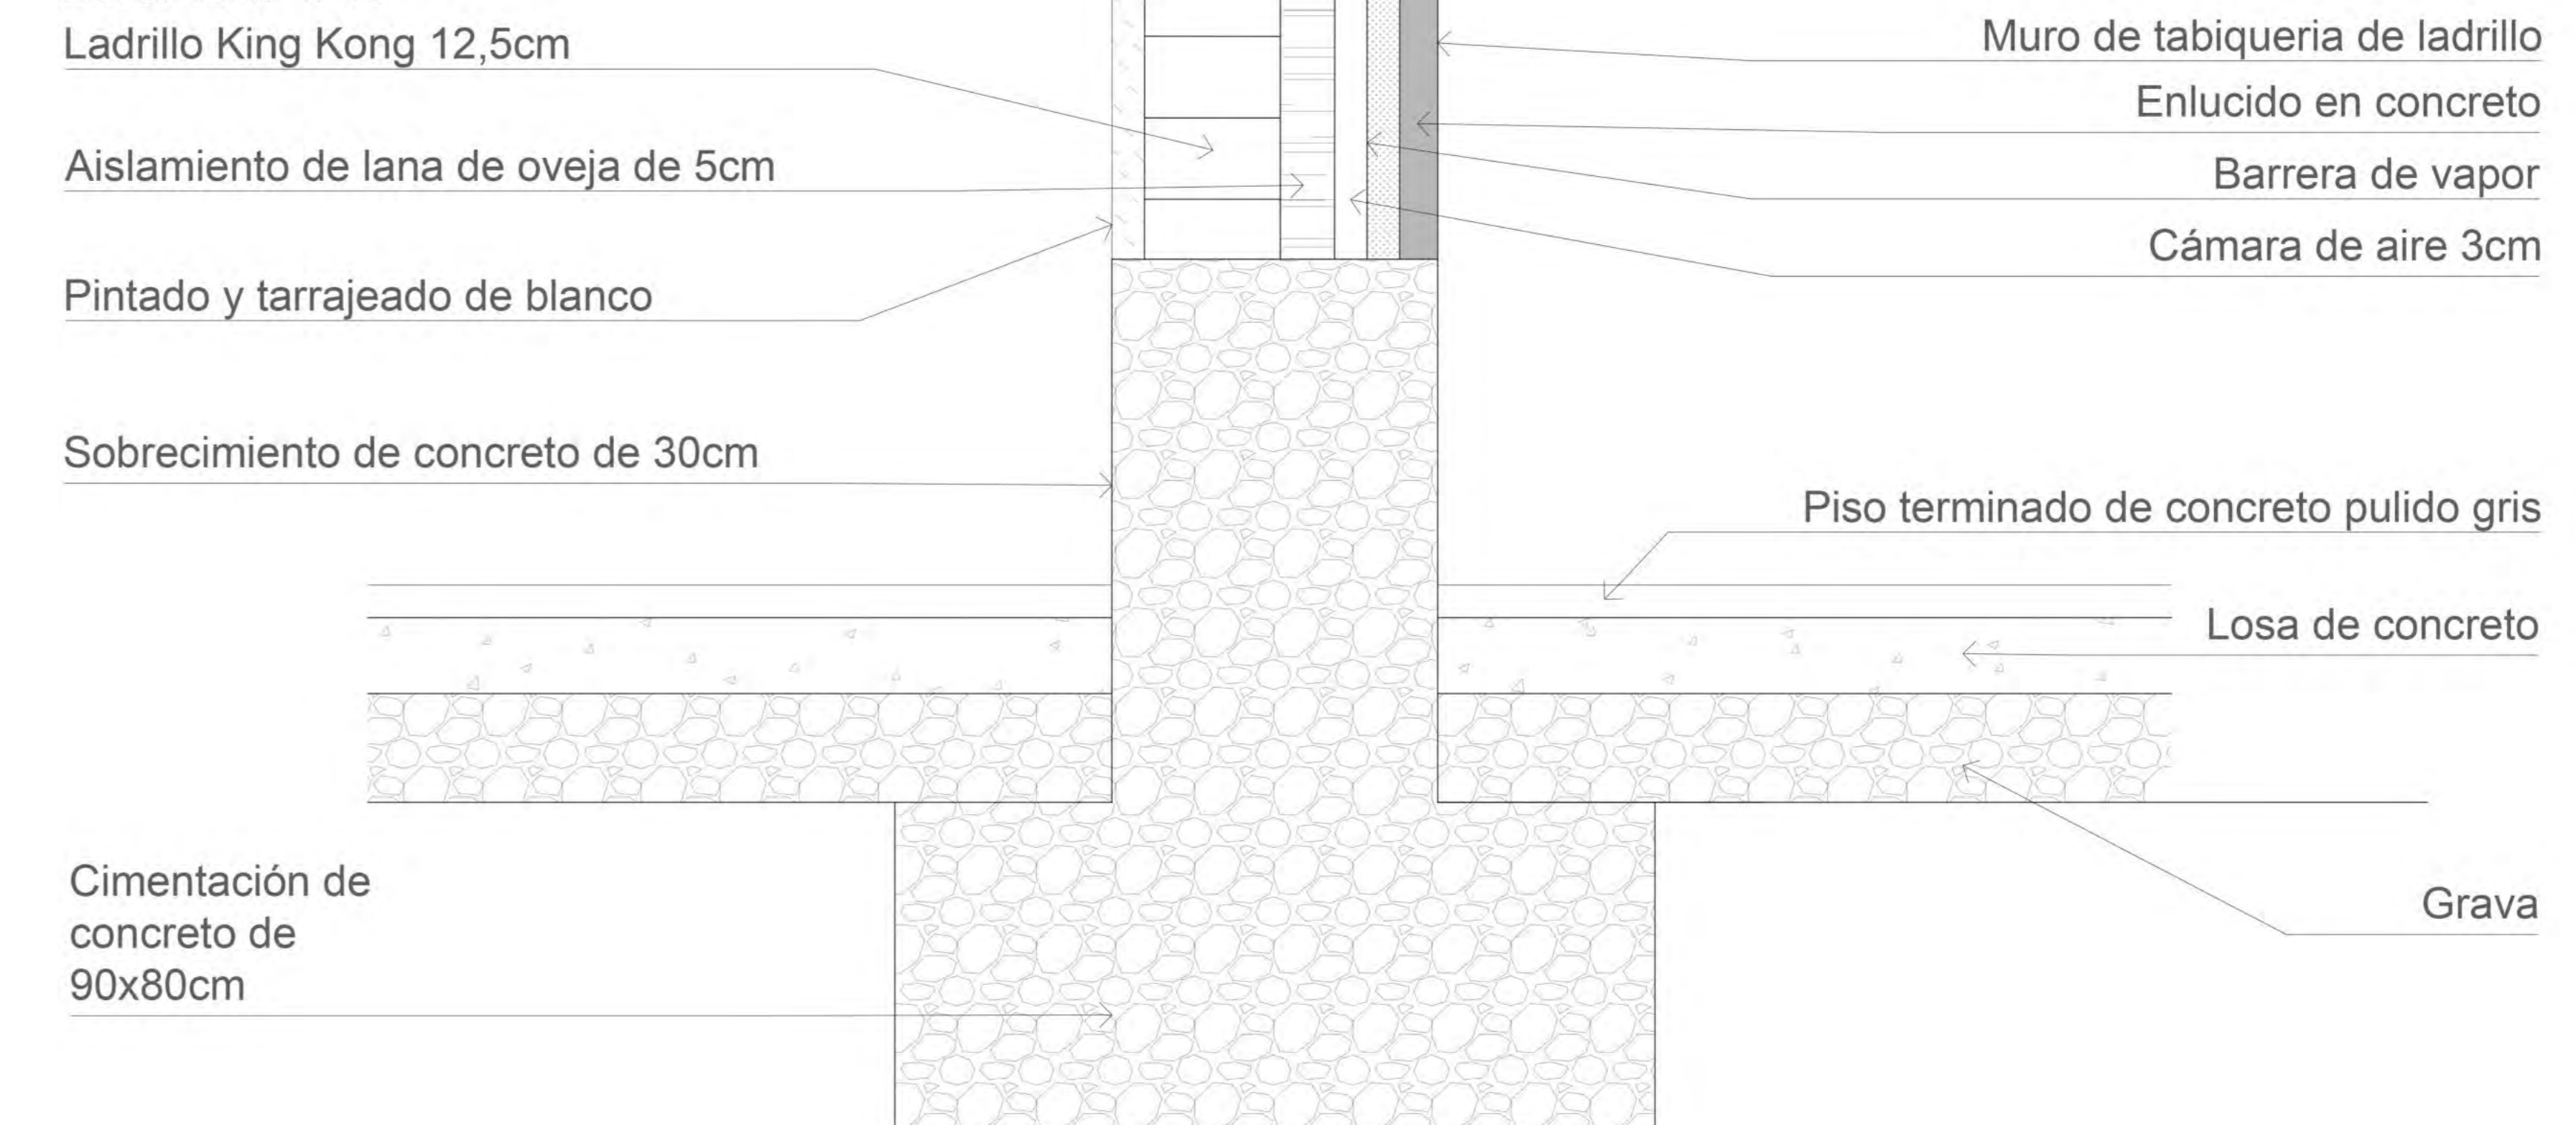 Ladrillo King Kong 12,5cm
Aislamiento de lana de oveja de 5cm
Pintado y tarrajeado de blanco
Sobrecimiento de concreto de 30cm
Cimentación de
concreto de
90x80cm
Muro de tabiqueria de ladrillo
Enlucido en concreto
Barrera de vapor
Cámara de aire 3cm
Piso terminado de concreto pulido gris
Losa de concreto
Grava